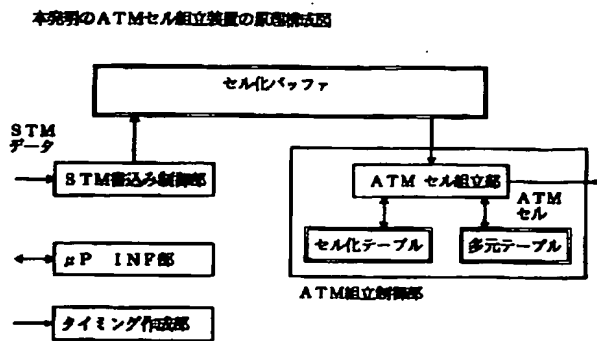 本発明のATMセル組立装置の原理構成図
セル化バッファ
STM
データ
STM書込み制御部
ATM セル組立部
ATM
セル
セル化テーブル
多元テーブル
μP INF部
ATM組立制御部
タイミング作成部